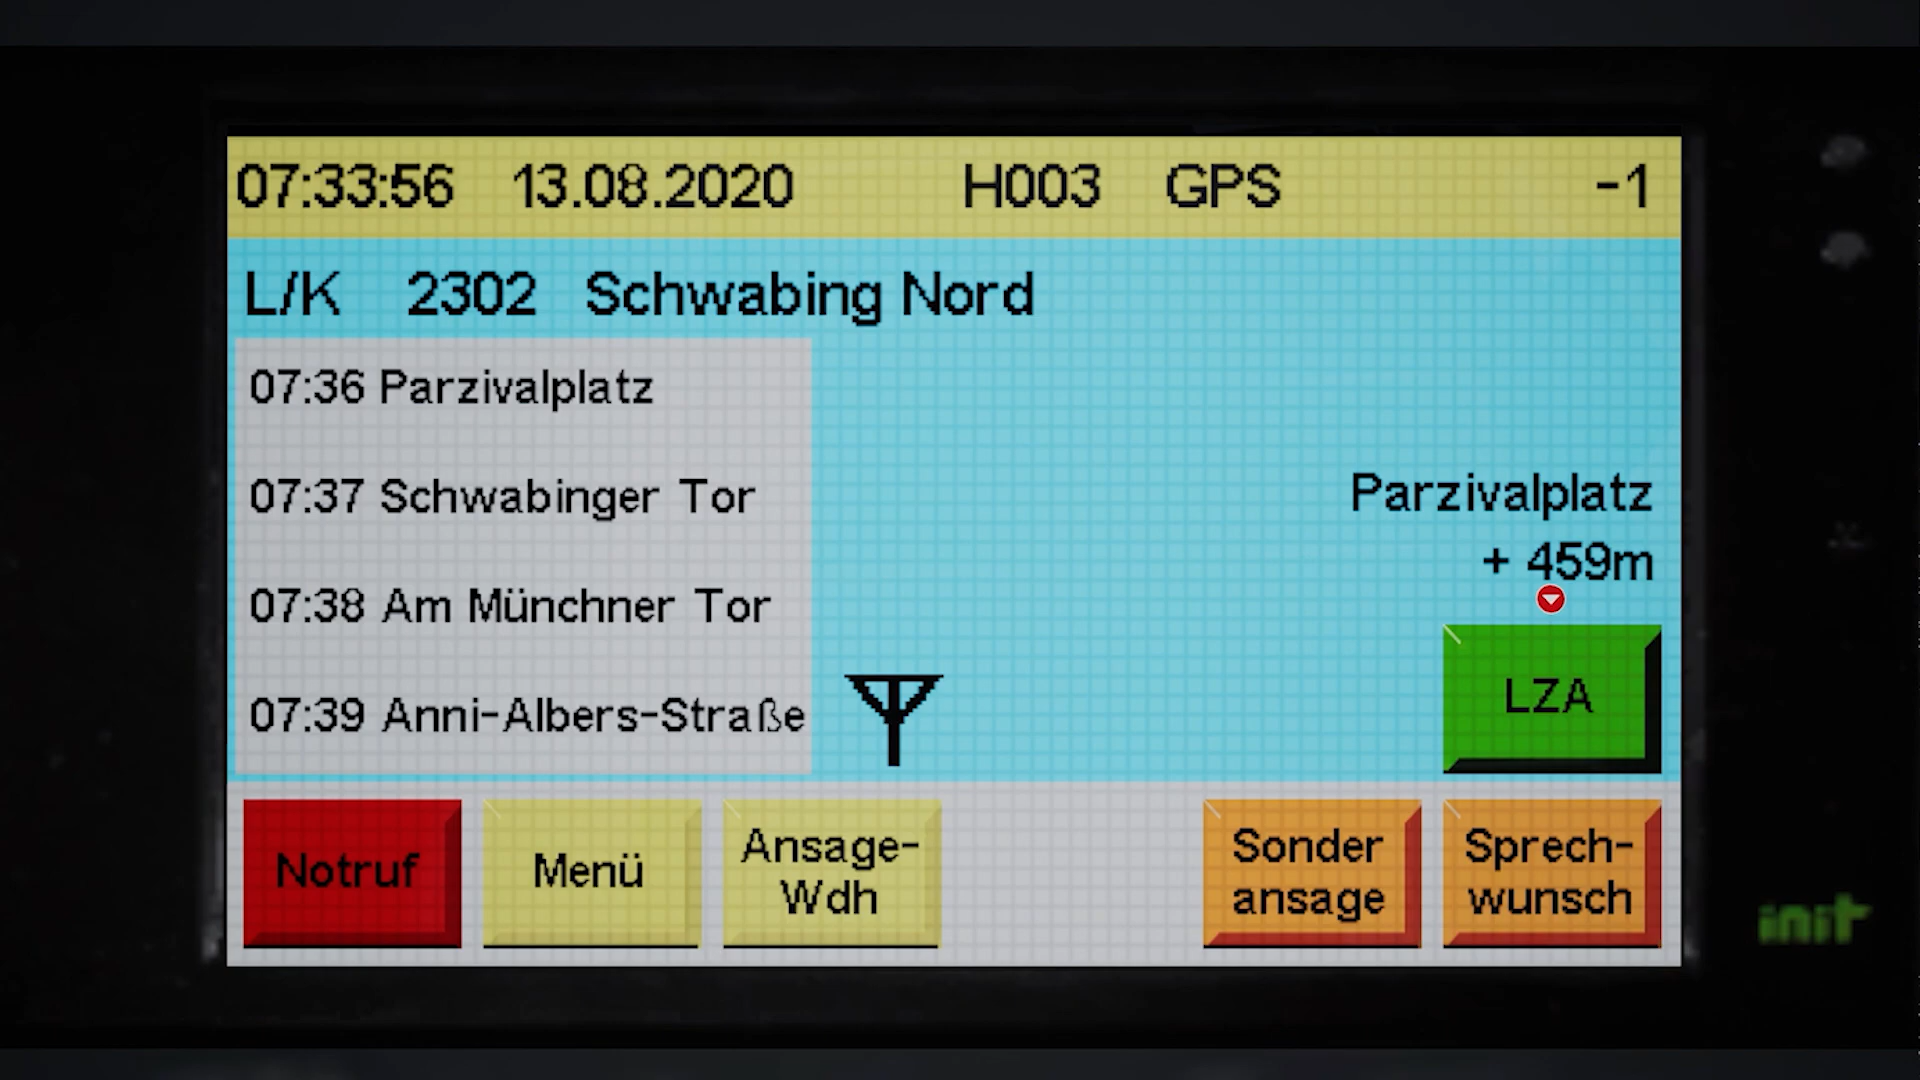 07:33:56 13.08.2020 H003 GPS -1
L/K 2302 Schwabing Nord
07:36 Parzivalplatz
07:37 Schwabinger Tor
07:38 Am Münchner Tor
07:39 Anni-Albers-Straße
Parzivalplatz
+ 459m
LZA
Notruf
Menü
Ansage-
Wdh
Sonder
ansage
Sprech-
wunsch
init